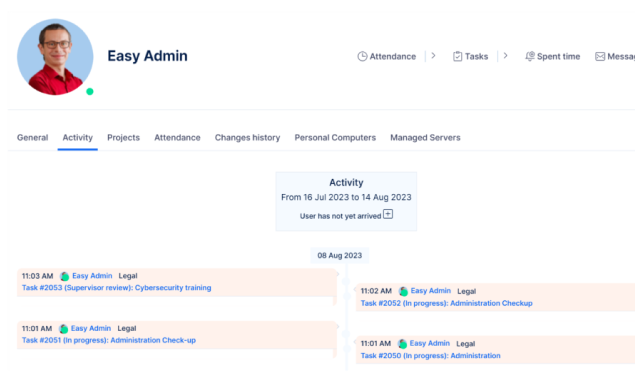 Easy Admin
Attendance
Tasks
Spent time
General
Activity
Projects
Attendance
Changes history
Personal Computers
Managed Servers
Activity
From 16 Jul 2023 to 14 Aug 2023
User has not yet arrived
08 Aug 2023
11:03 AM Easy Admin Legal
Task #2053 (Supervisor review): Cybersecurity training
11:02 AM Easy Admin Legal
Task #2052 (In progress): Administration Checkup
11:01 AM Easy Admin Legal
Task #2051 (In progress): Administration Check-up
11:01 AM Easy Admin Legal
Task #2050 (In progress): Administration